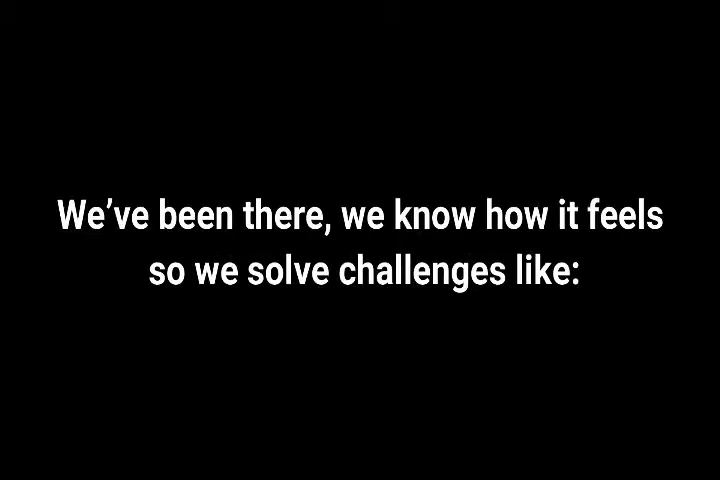 We’ve been there, we know how it feels
so we solve challenges like: